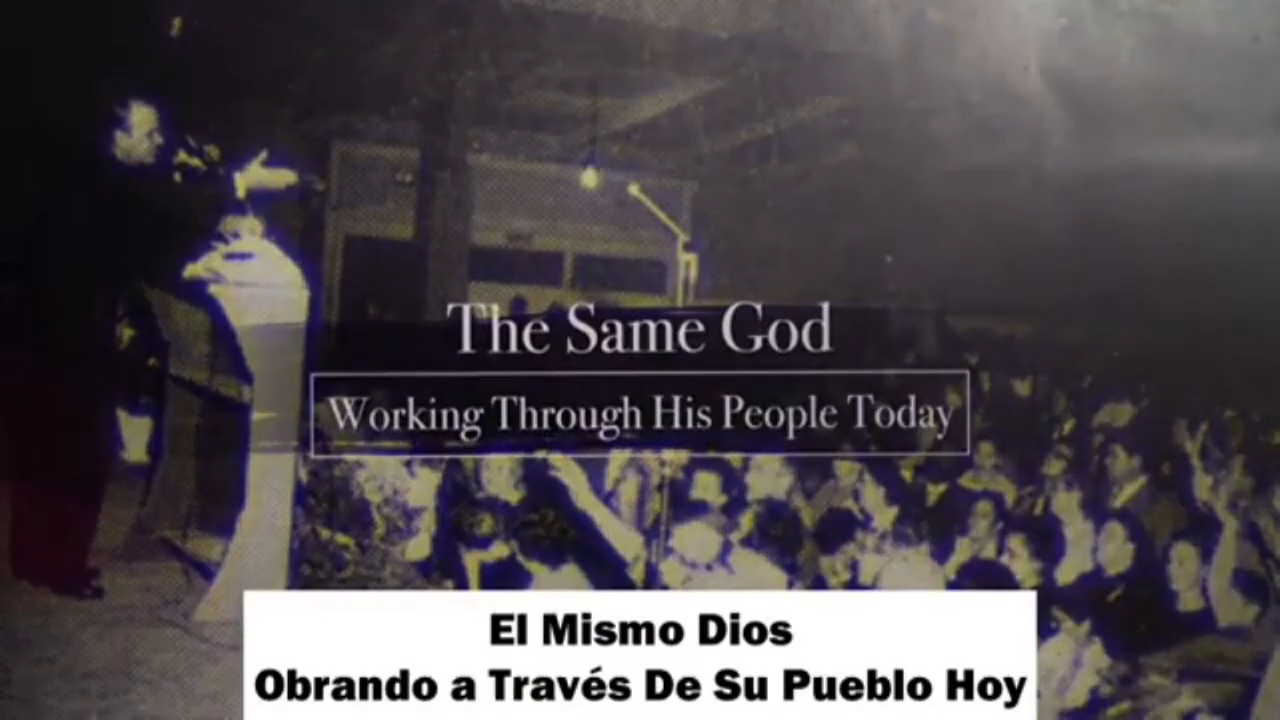 The Same God
Working Through His People Today
El Mismo Dios
Obrando a Través De Su Pueblo Hoy